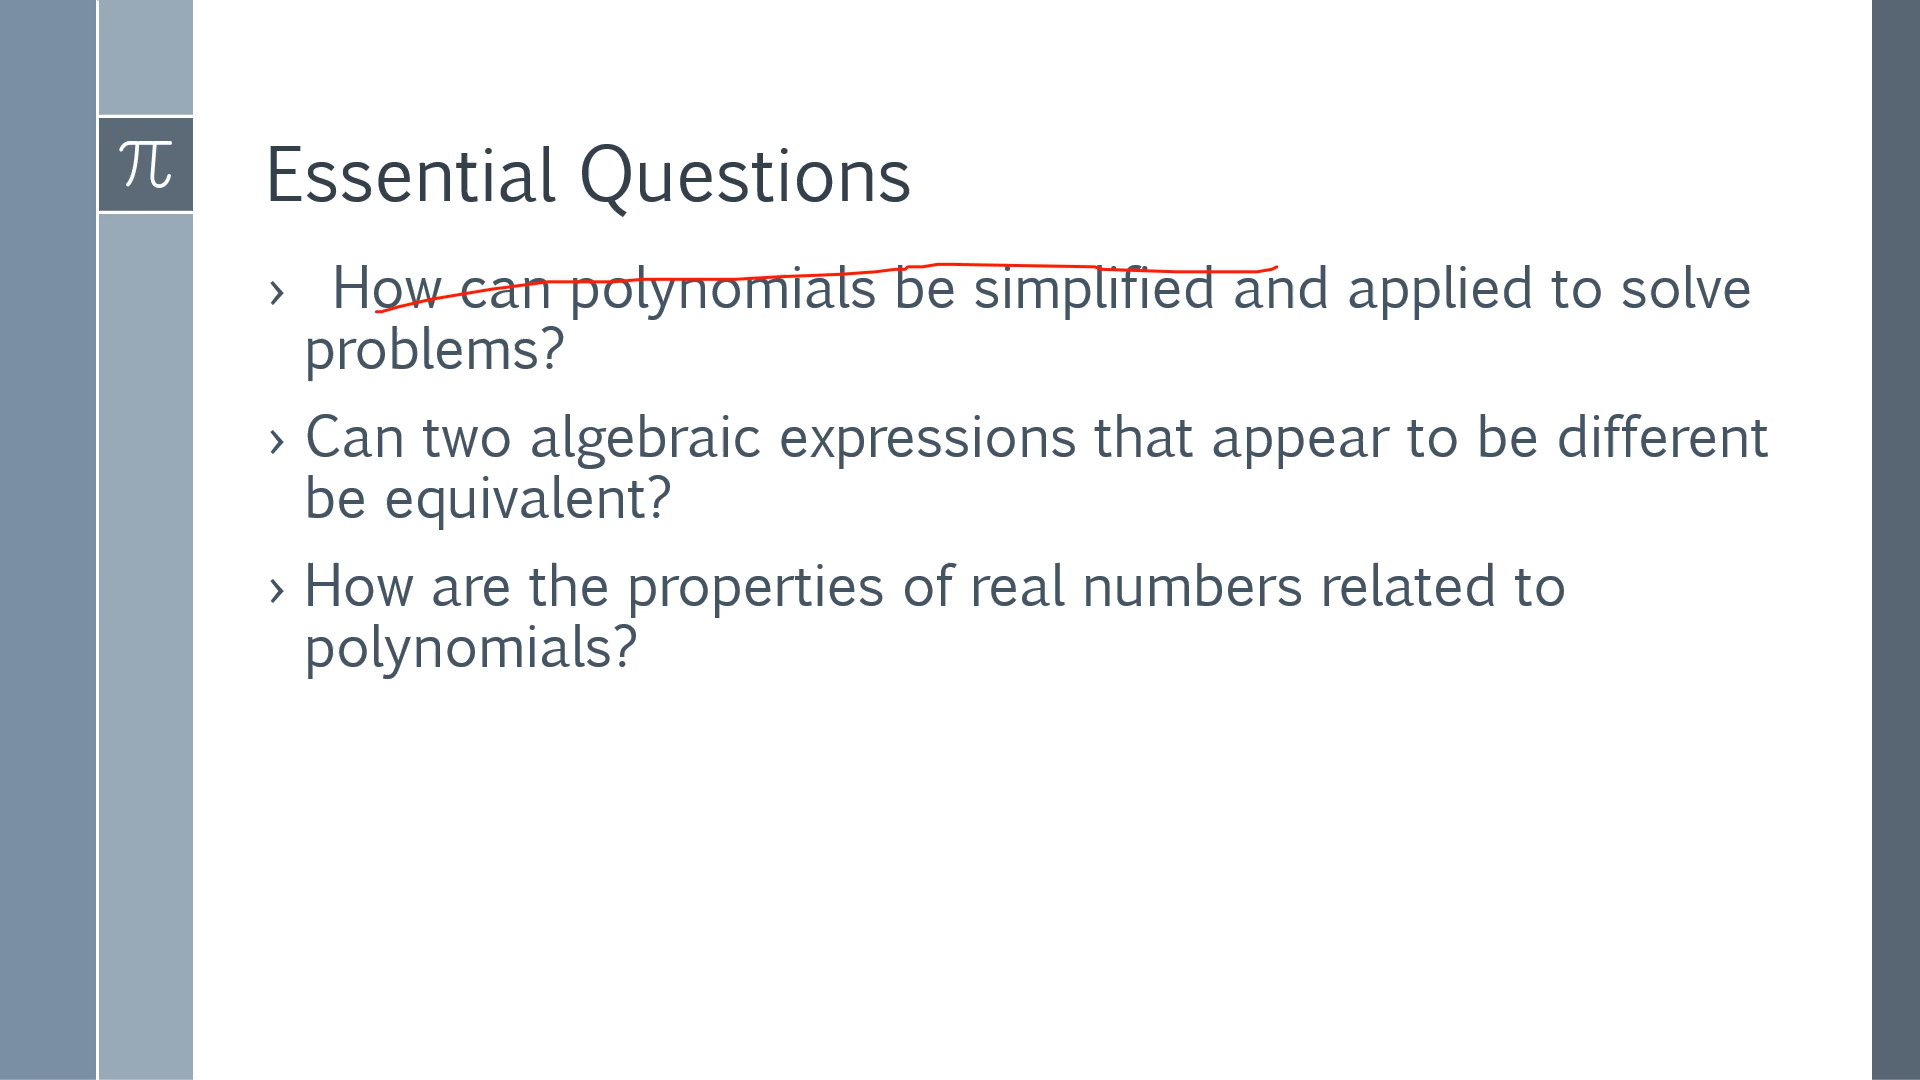 π
Essential Questions
› How can polynomials be simplified and applied to solve
problems?
› Can two algebraic expressions that appear to be different
be equivalent?
› How are the properties of real numbers related to
polynomials?